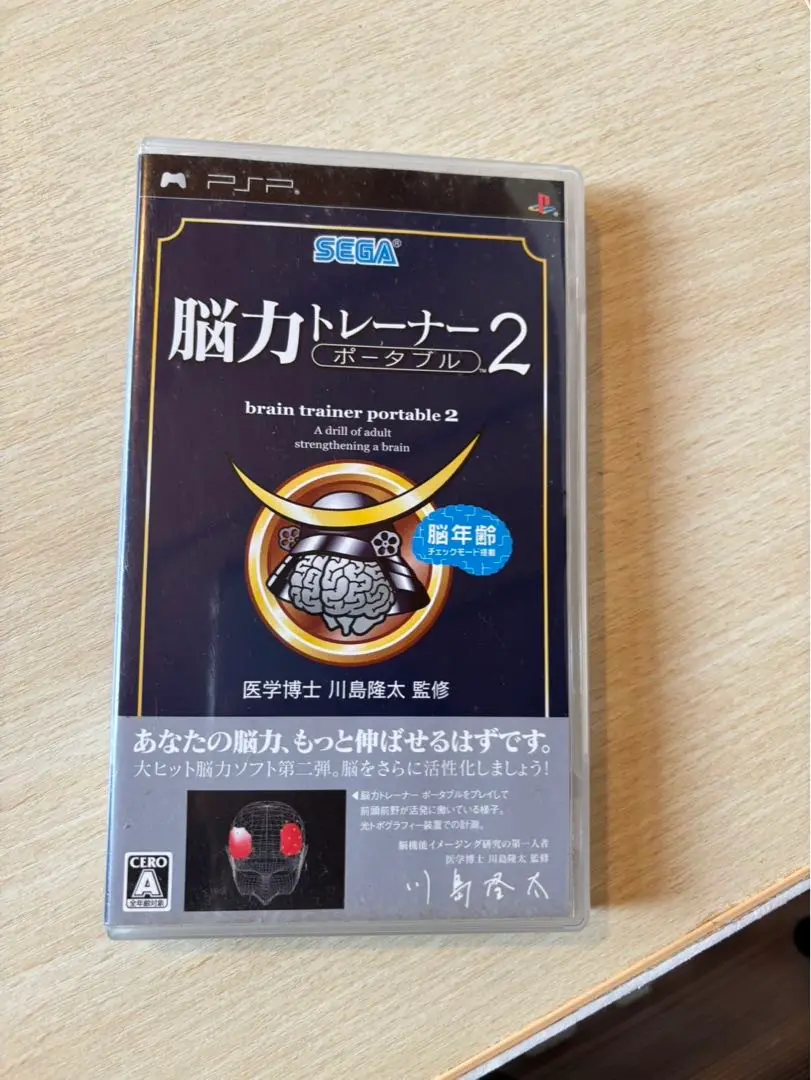 PSP®
SEGA®
脳力トレーナー
ポータブル™2
brain trainer portable 2
A drill of adult
strengthening a brain
脳年齢
チェックモード搭載
医学博士 川島隆太 監修
あなたの脳力、もっと伸ばせるはずです。
大ヒット脳力ソフト第二弾。脳をさらに活性化しましょう!
◀脳力トレーナー ポータブルをプレイして
前頭前野が活発に働いている様子。
光トポグラフィー装置での計測。
脳機能イメージング研究の第一人者
医学博士 川島隆太 監修
川島隆太
CERO
A
全年齢対象